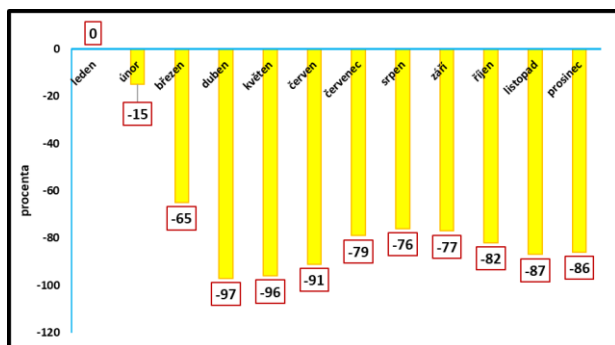 0
0
leden
únor
březen
duben
květen
červen
červenec
srpen
září
říjen
listopad
prosinec
-20
-15
-40
procenta
-60
-65
-80
-79
-76
-77
-82
-87
-86
-97
-96
-91
-100
-120